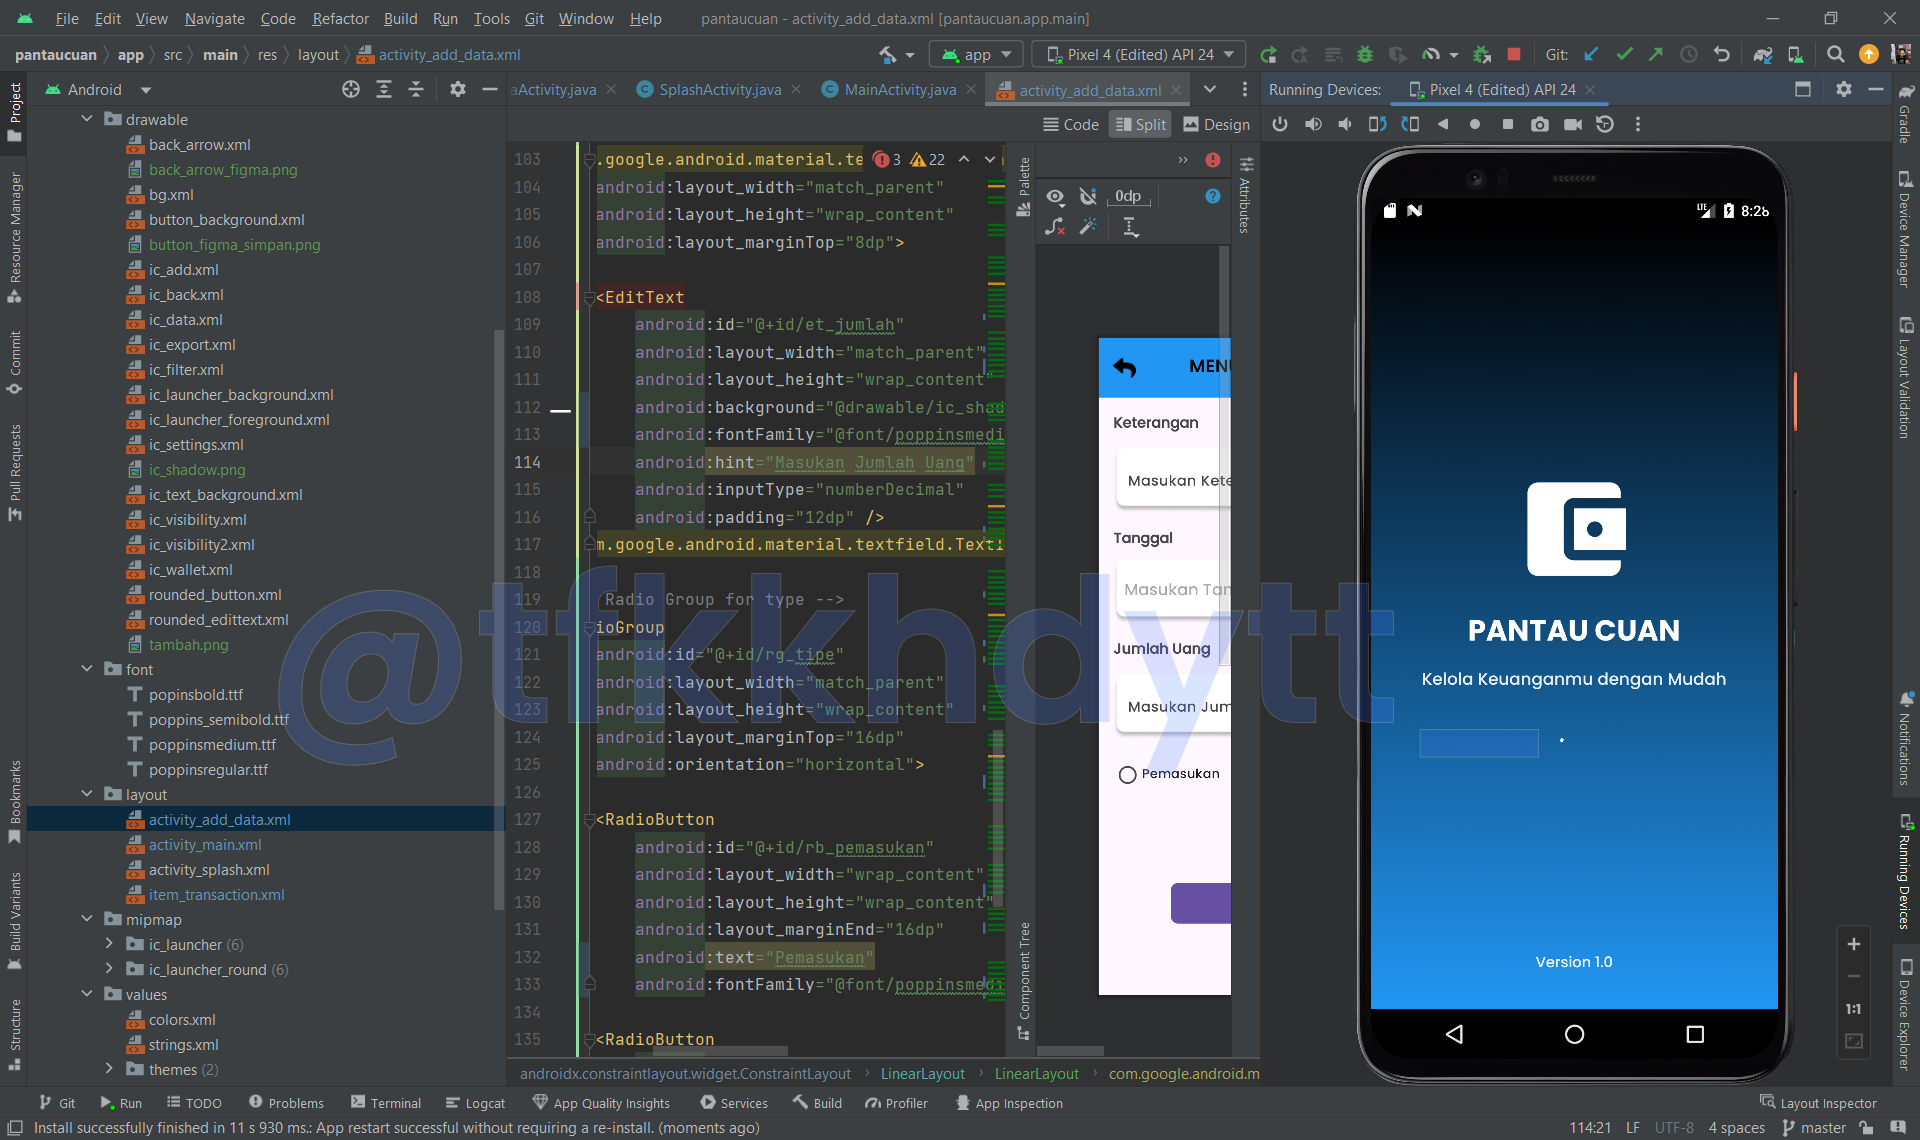 File Edit View Navigate Code Refactor Build Run Tools Git Window Help pantaucuan - activity_add_data.xml [pantaucuan.app.main]
pantaucuan app src main res layout activity_add_data.xml app Pixel 4 (Edited) API 24 Git:
Android aActivity.java SplashActivity.java MainActivity.java activity_add_data.xml Running Devices: Pixel 4 (Edited) API 24
Code Split Design
Project
Resource Manager
Commit
Pull Requests
Bookmarks
Build Variants
Structure
drawable
back_arrow.xml
back_arrow_figma.png
bg.xml
button_background.xml
button_figma_simpan.png
ic_add.xml
ic_back.xml
ic_data.xml
ic_export.xml
ic_filter.xml
ic_launcher_background.xml
ic_launcher_foreground.xml
ic_settings.xml
ic_shadow.png
ic_text_background.xml
ic_visibility.xml
ic_visibility2.xml
ic_wallet.xml
rounded_button.xml
rounded_edittext.xml
tambah.png
font
popinsbold.ttf
poppins_semibold.ttf
poppinsmedium.ttf
poppinsregular.ttf
layout
activity_add_data.xml
activity_main.xml
activity_splash.xml
item_transaction.xml
mipmap
ic_launcher (6)
ic_launcher_round (6)
values
colors.xml
strings.xml
themes (2)
103 .google.android.material.te 3 22
104 android:layout_width="match_parent"
105 android:layout_height="wrap_content"
106 android:layout_marginTop="8dp">
107
108 <EditText
109 android:id="@+id/et_jumlah"
110 android:layout_width="match_parent"
111 android:layout_height="wrap_content"
112 android:background="@drawable/ic_shad
113 android:fontFamily="@font/poppinsmedi
114 android:hint="Masukan Jumlah Uang"
115 android:inputType="numberDecimal"
116 android:padding="12dp" />
117 m.google.android.material.textfield.Texti
118
119 Radio Group for type -->
120 ioGroup
121 android:id="@+id/rg_tipe"
122 android:layout_width="match_parent"
123 android:layout_height="wrap_content"
124 android:layout_marginTop="16dp"
125 android:orientation="horizontal">
126
127 <RadioButton
128 android:id="@+id/rb_pemasukan"
129 android:layout_width="wrap_content"
130 android:layout_height="wrap_content"
131 android:layout_marginEnd="16dp"
132 android:text="Pemasukan"
133 android:fontFamily="@font/poppinsmedi
134
135 <RadioButton
androidx.constraintlayout.widget.ConstraintLayout LinearLayout LinearLayout com.google.android.m
Palette
Component Tree
0dp
Attributes
MENU
Keterangan
Masukan Kete
Tanggal
Masukan Tan
Jumlah Uang
Masukan Jum
Pemasukan
LTE 8:28
PANTAU CUAN
Kelola Keuanganmu dengan Mudah
Version 1.0
1:1
Gradle
Device Manager
Layout Validation
Notifications
Running Devices
Device Explorer
@tfkkhdytt
Git Run TODO Problems Terminal Logcat App Quality Insights Services Build Profiler App Inspection Layout Inspector
Install successfully finished in 11 s 930 ms.: App restart successful without requiring a re-install. (moments ago) 114:21 LF UTF-8 4 spaces master